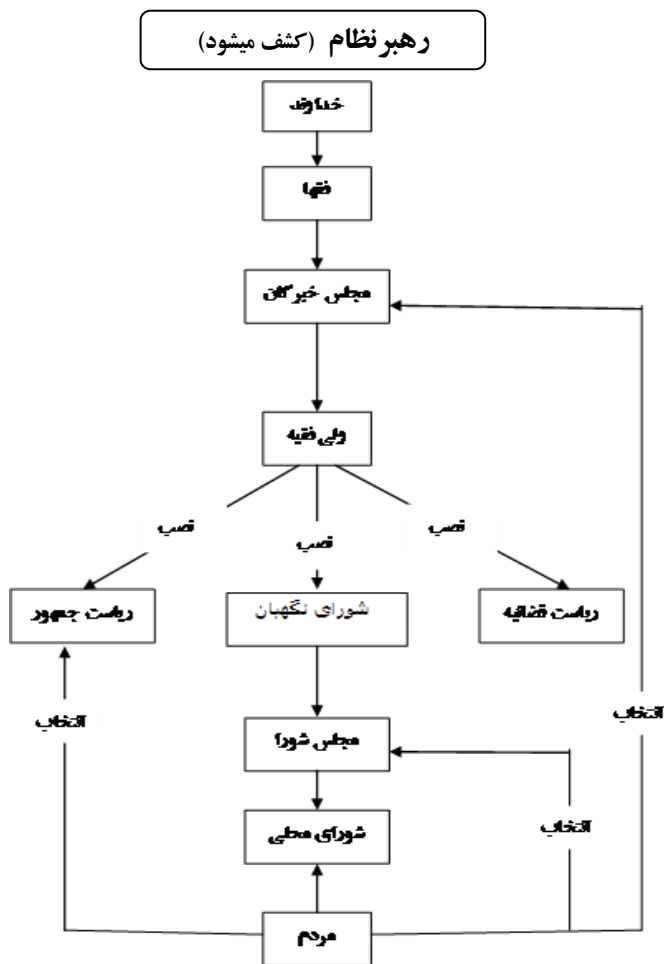 رهبر نظام (کشف میشود)
خداوند
فقها
مجلس خبرگان
ولی فقیه
نصب
نصب
نصب
ریاست جمهور
شورای نگهبان
ریاست قضائیه
انتخاب
انتخاب
مجلس شورا
انتخاب
شورای محلی
مردم